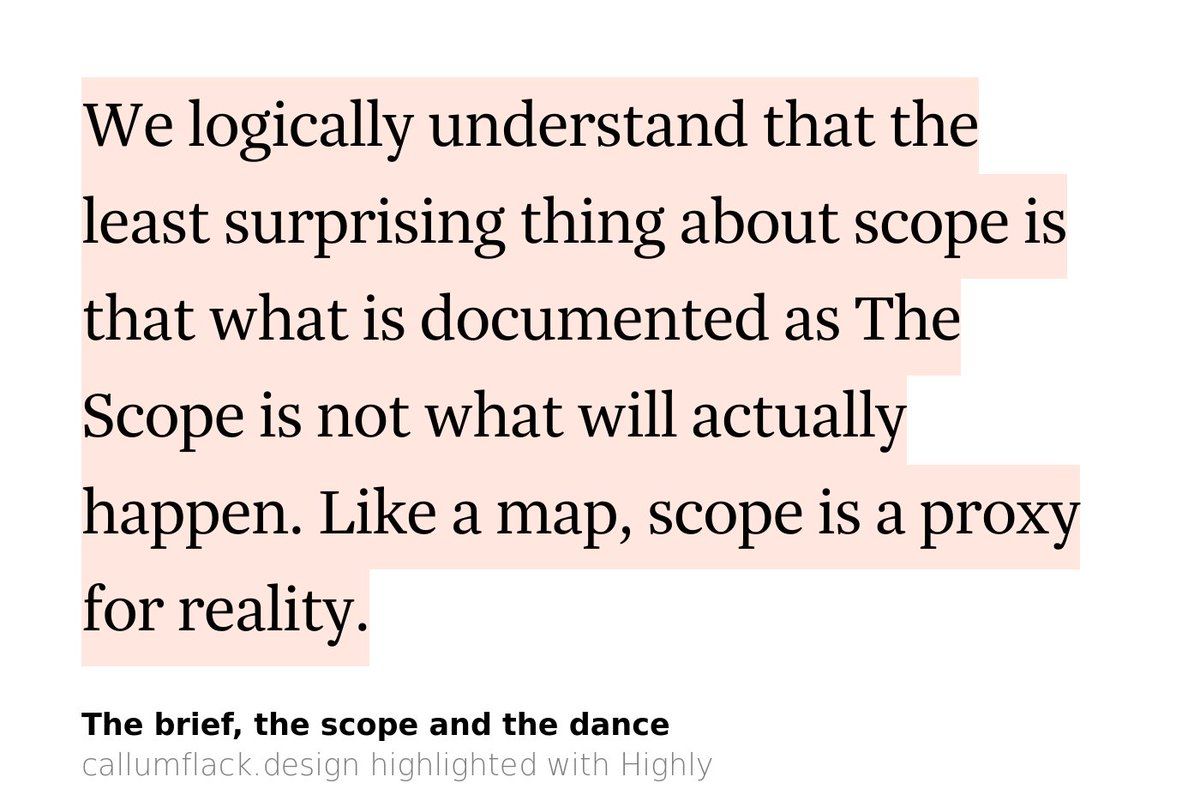 We logically understand that the
least surprising thing about scope is
that what is documented as The
Scope is not what will actually
happen. Like a map, scope is a proxy
for reality.
The brief, the scope and the dance
callumflack.design highlighted with Highly